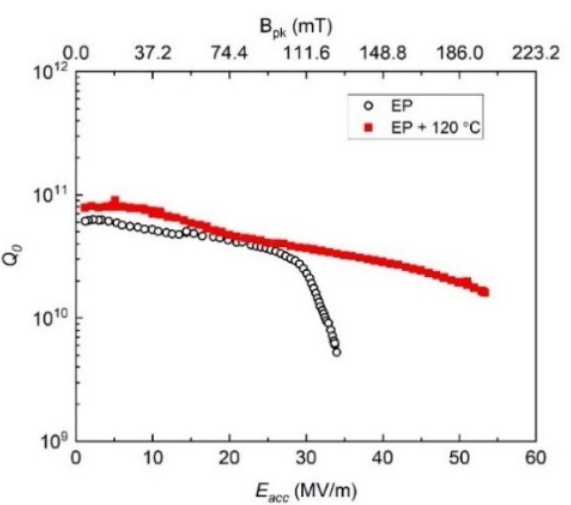 B_pk (mT)
0.0 37.2 74.4 111.6 148.8 186.0 223.2
10^12
EP
EP + 120 °C
10^11
Q_0
10^10
10^9
0 10 20 30 40 50 60
E_acc (MV/m)